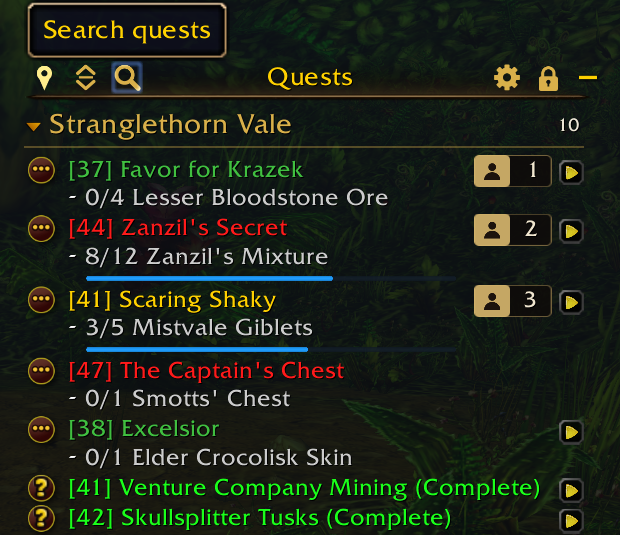 Search quests
Quests
Stranglethorn Vale 10
[37] Favor for Krazek 1
- 0/4 Lesser Bloodstone Ore
[44] Zanzil's Secret 2
- 8/12 Zanzil's Mixture
[41] Scaring Shaky 3
- 3/5 Mistvale Giblets
[47] The Captain's Chest
- 0/1 Smotts' Chest
[38] Excelsior
- 0/1 Elder Crocolisk Skin
? [41] Venture Company Mining (Complete)
? [42] Skullsplitter Tusks (Complete)